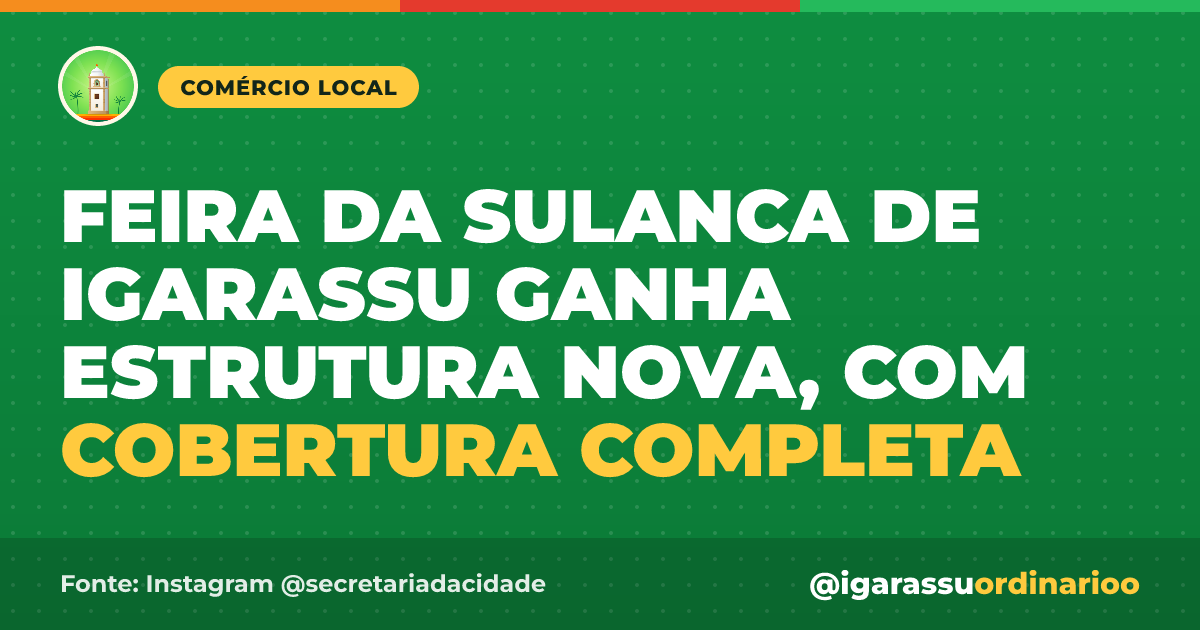 COMÉRCIO LOCAL
FEIRA DA SULANCA DE
IGARASSU GANHA
ESTRUTURA NOVA, COM
COBERTURA COMPLETA
Fonte: Instagram @secretariadacidade
@igarassuordinarioo